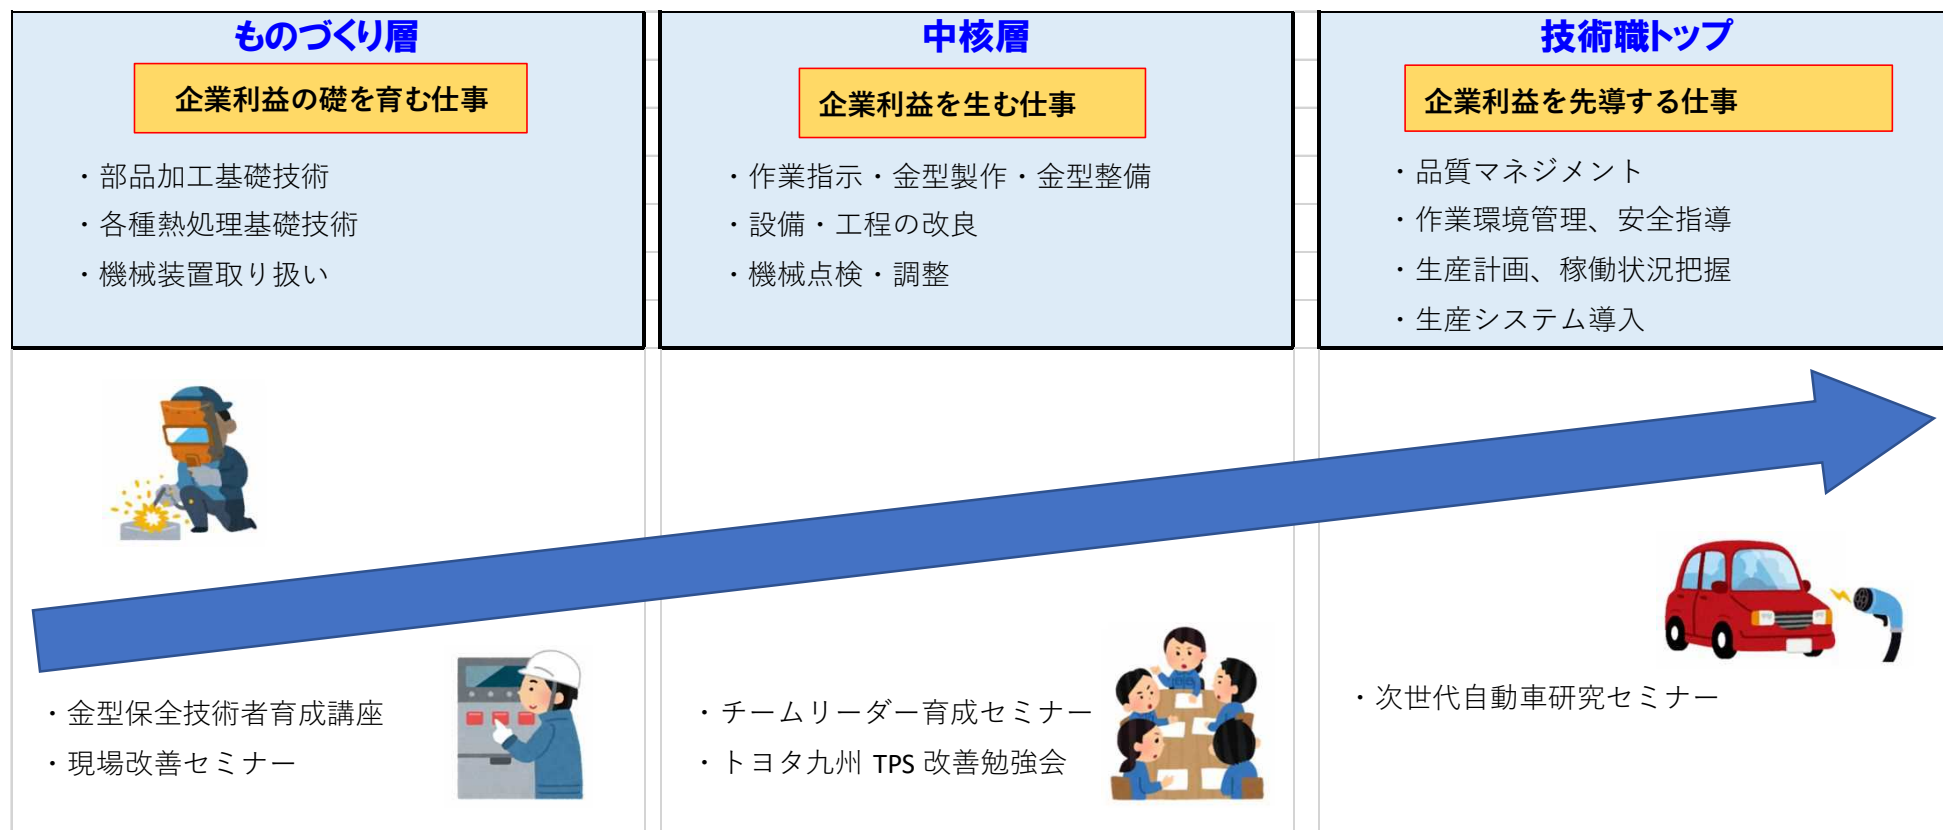 ものづくり層
企業利益の礎を育む仕事
・部品加工基礎技術
・各種熱処理基礎技術
・機械装置取り扱い
中核層
企業利益を生む仕事
・作業指示・金型製作・金型整備
・設備・工程の改良
・機械点検・調整
技術職トップ
企業利益を先導する仕事
・品質マネジメント
・作業環境管理、安全指導
・生産計画、稼働状況把握
・生産システム導入
・金型保全技術者育成講座
・現場改善セミナー
・チームリーダー育成セミナー
・トヨタ九州 TPS 改善勉強会
・次世代自動車研究セミナー